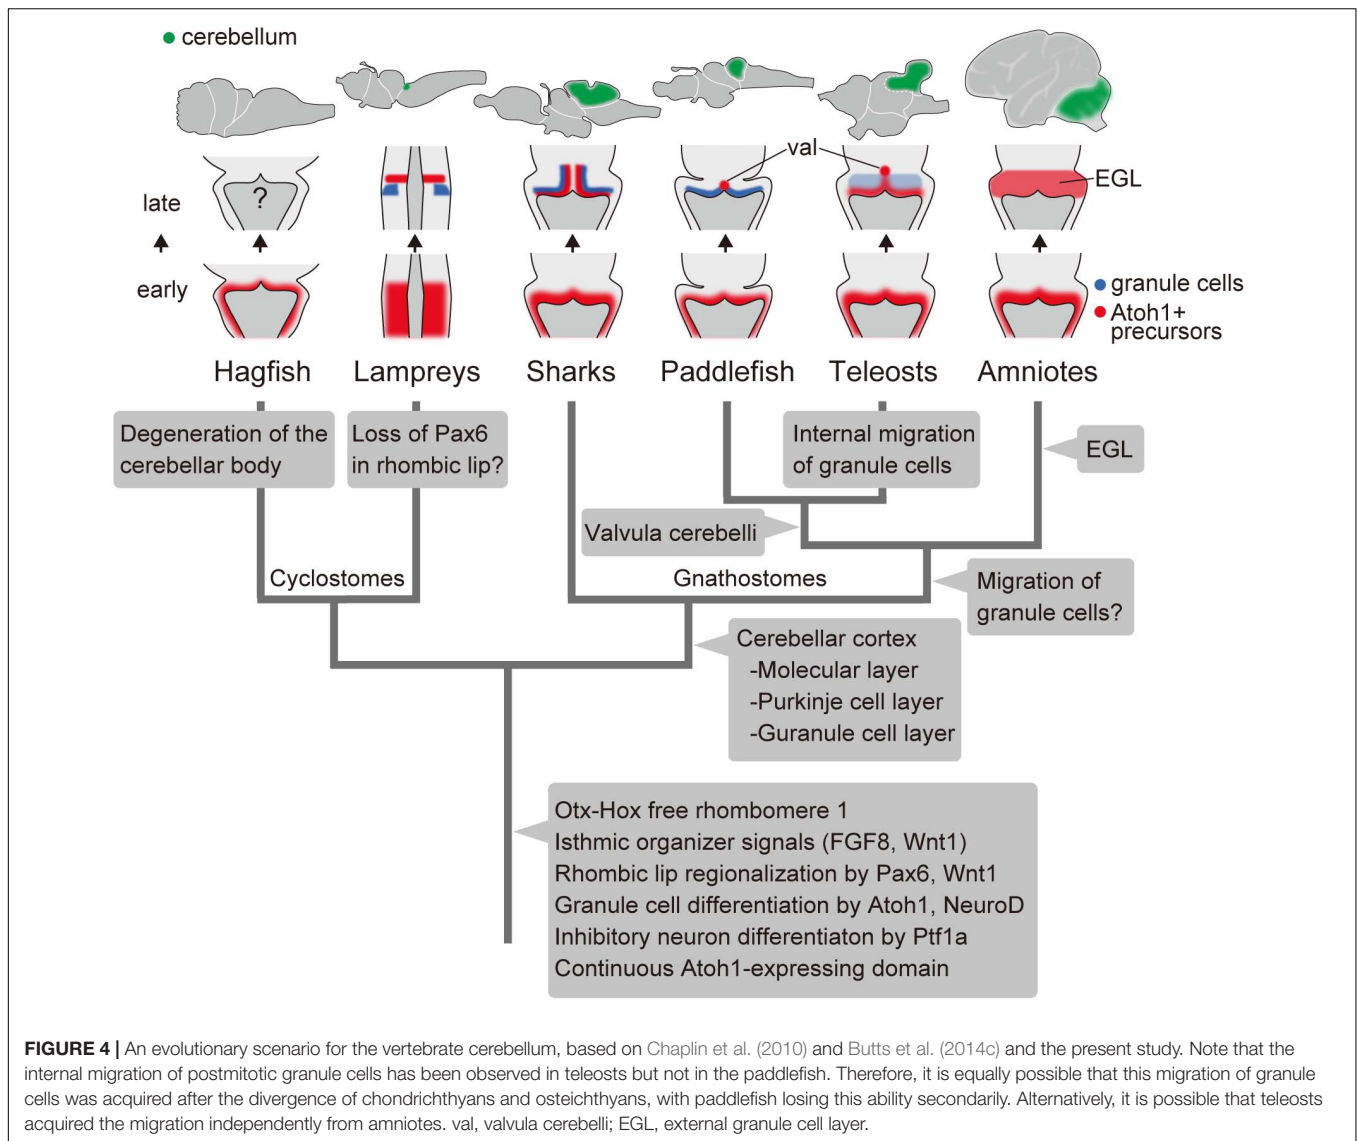 cerebellum
val
?
EGL
late
early
granule cells
Atoh1+
precursors
Hagfish
Lampreys
Sharks
Paddlefish
Teleosts
Amniotes
Degeneration of the
cerebellar body
Loss of Pax6
in rhombic lip?
Internal migration
of granule cells
EGL
Valvula cerebelli
Cyclostomes
Gnathostomes
Migration of
granule cells?
Cerebellar cortex
-Molecular layer
-Purkinje cell layer
-Guranule cell layer
Otx-Hox free rhombomere 1
Isthmic organizer signals (FGF8, Wnt1)
Rhombic lip regionalization by Pax6, Wnt1
Granule cell differentiation by Atoh1, NeuroD
Inhibitory neuron differentiaton by Ptf1a
Continuous Atoh1-expressing domain
FIGURE 4 | An evolutionary scenario for the vertebrate cerebellum, based on Chaplin et al. (2010) and Butts et al. (2014c) and the present study. Note that the
internal migration of postmitotic granule cells has been observed in teleosts but not in the paddlefish. Therefore, it is equally possible that this migration of granule
cells was acquired after the divergence of chondrichthyans and osteichthyans, with paddlefish losing this ability secondarily. Alternatively, it is possible that teleosts
acquired the migration independently from amniotes. val, valvula cerebelli; EGL, external granule cell layer.